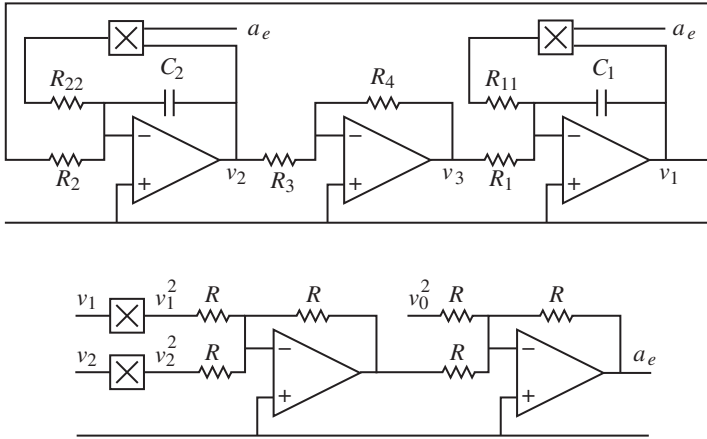 a_e a_e
C_2 C_1
R_22 R_4 R_11
− − −
R_2 v_2 R_3 v_3 R_1 v_1
+ + +
v_1 v_1^2 R R v_0^2 R R
− −
v_2 v_2^2 R R a_e
+ +